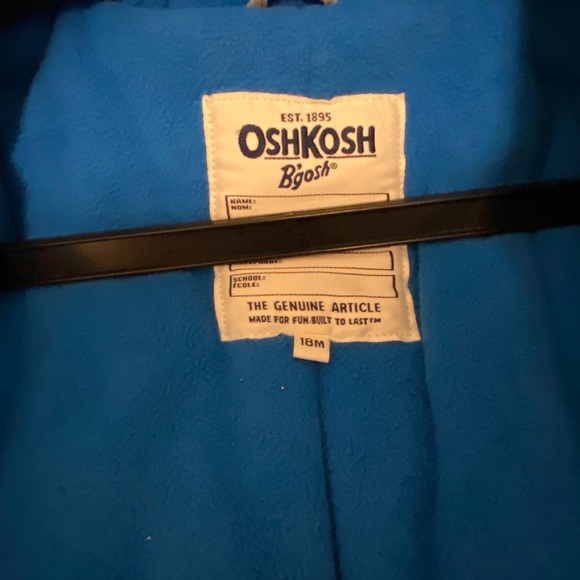 EST. 1895
OSHKOSH
B'gosh®
NAME:
NOM:
SCHOOL:
ÉCOLE:
THE GENUINE ARTICLE
MADE FOR FUN. BUILT TO LAST™
18M